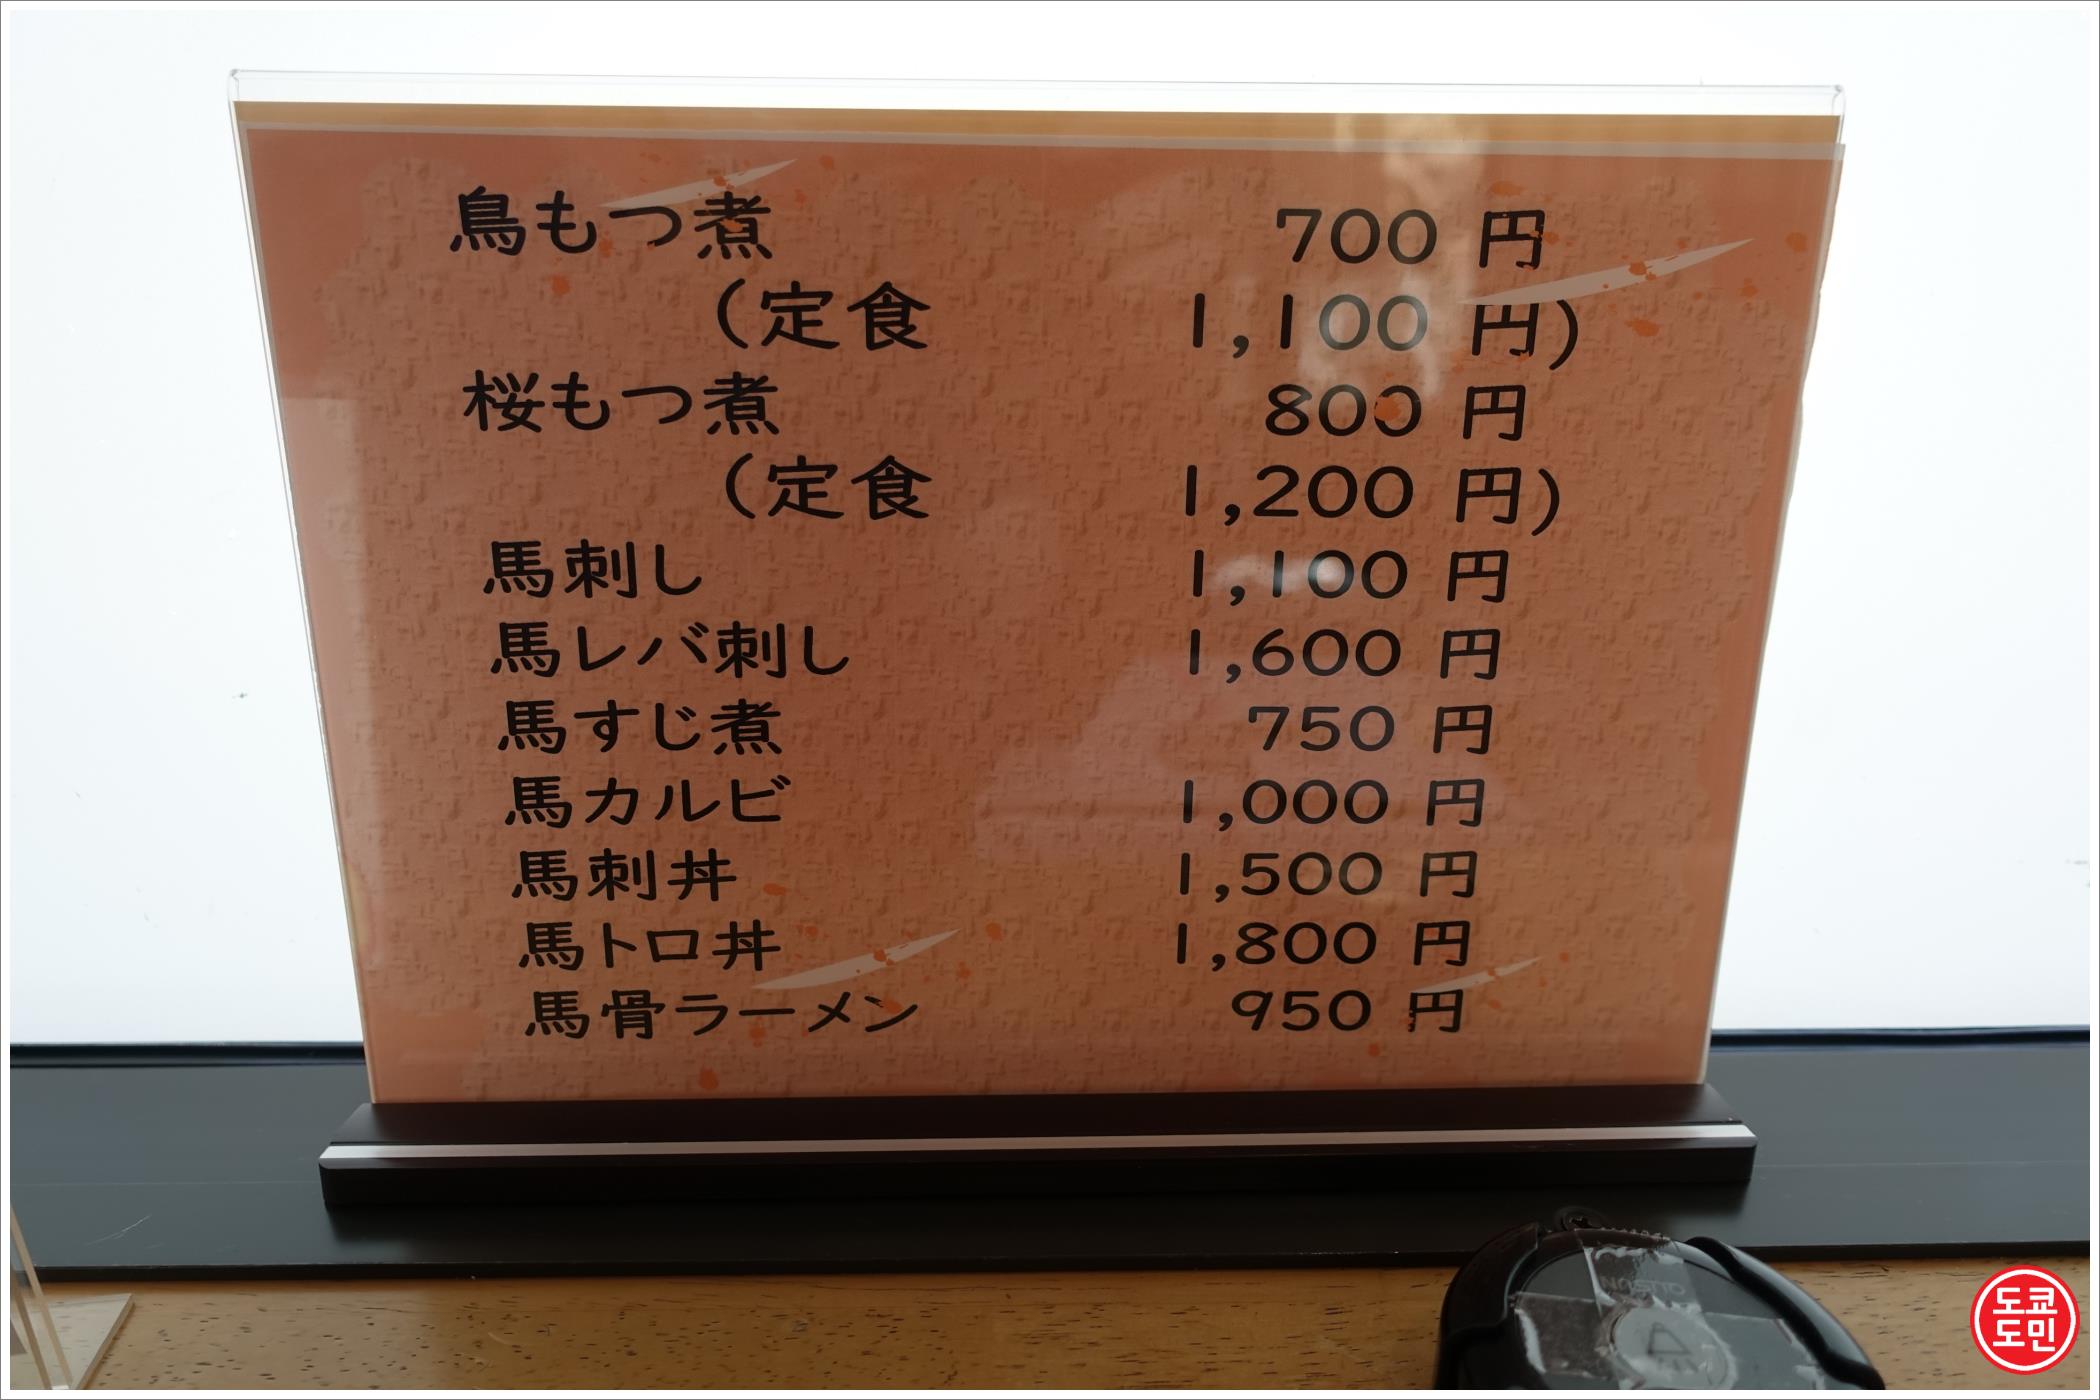 鳥もつ煮 700 円
(定食 1,100 円)
桜もつ煮 800 円
(定食 1,200 円)
馬刺し 1,100 円
馬レバ刺し 1,600 円
馬すじ煮 750 円
馬カルビ 1,000 円
馬刺丼 1,500 円
馬トロ丼 1,800 円
馬骨ラーメン 950 円
도쿄
도민